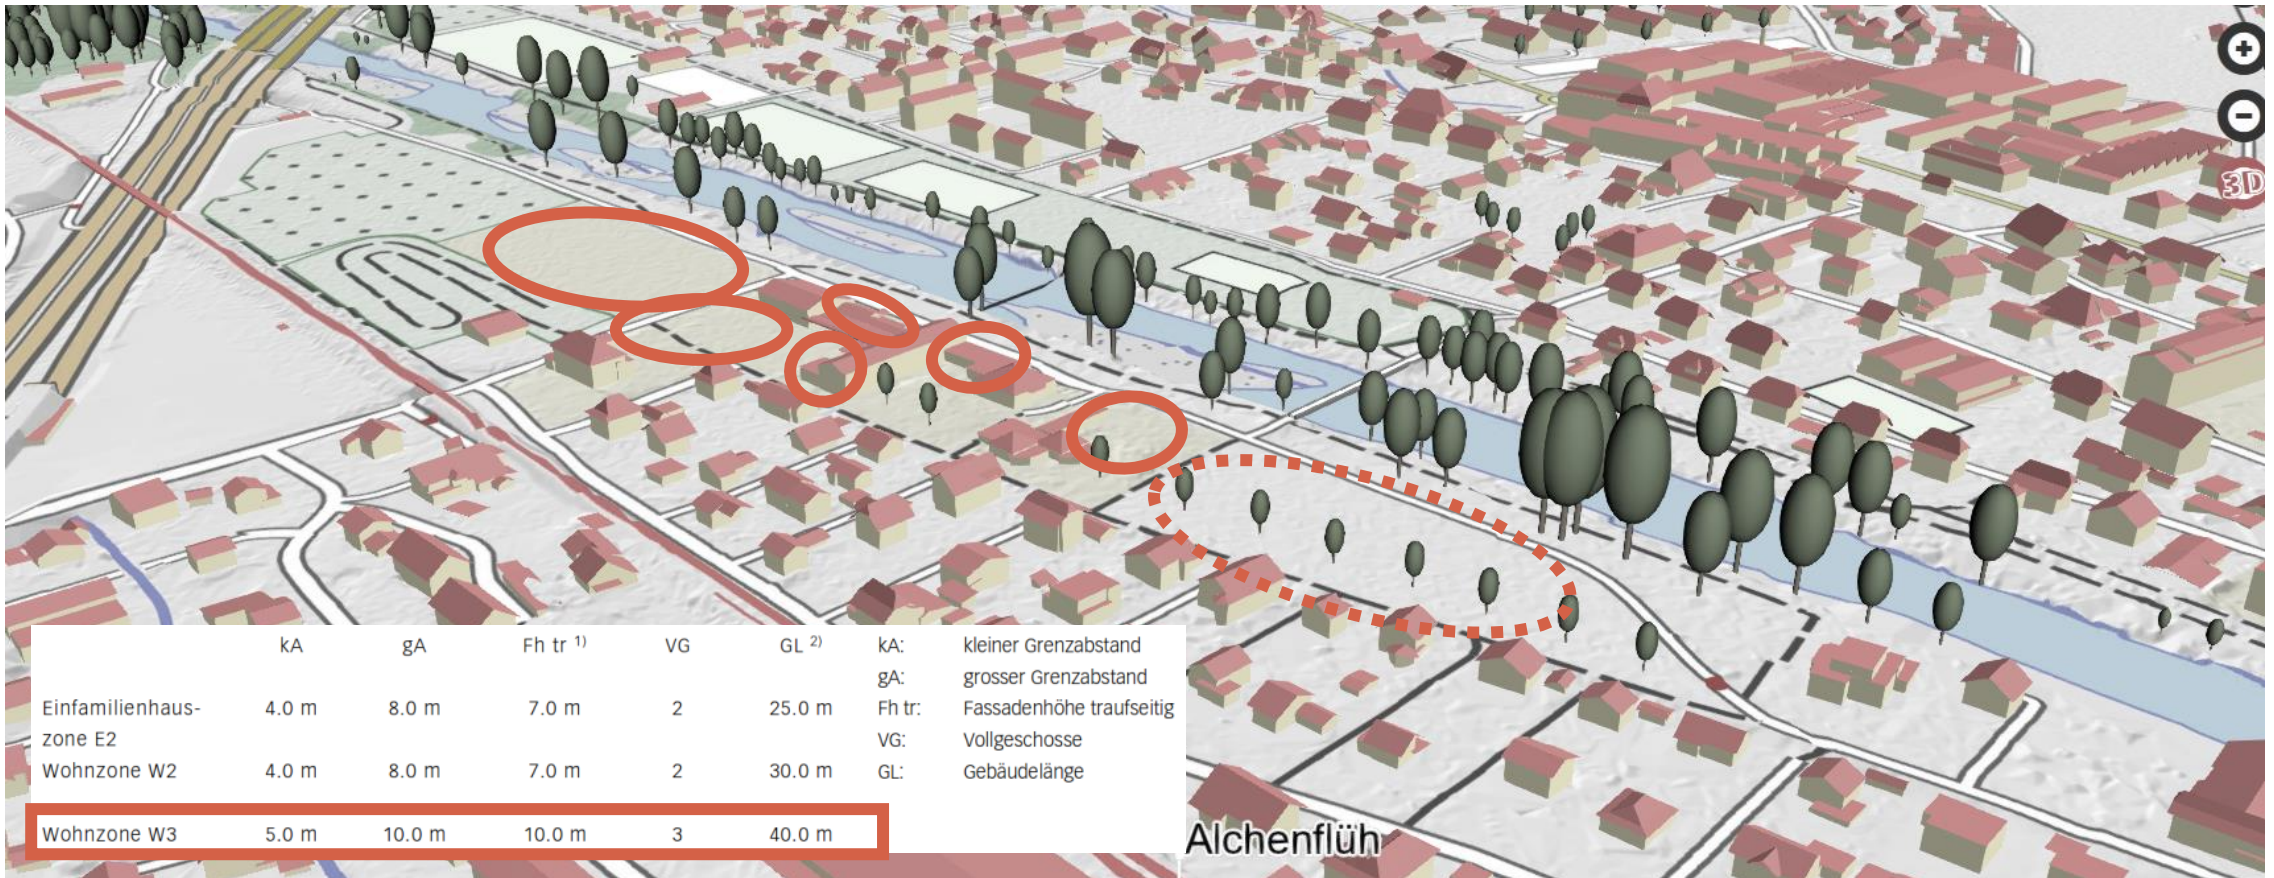 +
−
3D
kA gA Fh tr 1) VG GL 2)
Einfamilienhaus- 4.0 m 8.0 m 7.0 m 2 25.0 m
zone E2
Wohnzone W2 4.0 m 8.0 m 7.0 m 2 30.0 m
Wohnzone W3 5.0 m 10.0 m 10.0 m 3 40.0 m
kA: kleiner Grenzabstand
gA: grosser Grenzabstand
Fh tr: Fassadenhöhe traufseitig
VG: Vollgeschosse
GL: Gebäudelänge
Alchenflüh